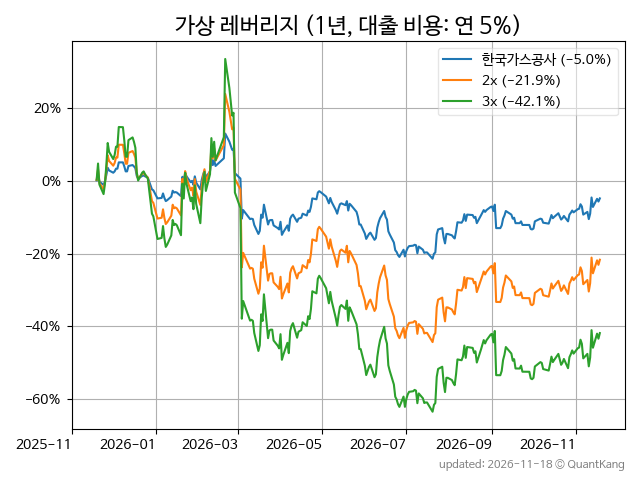 가상 레버리지 (1년, 대출 비용: 연 5%)
한국가스공사 (−5.0%)
2x (−21.9%)
3x (−42.1%)
20%
0%
−20%
−40%
−60%
2025-11 2026-01 2026-03 2026-05 2026-07 2026-09 2026-11
updated: 2026-11-18 © QuantKang